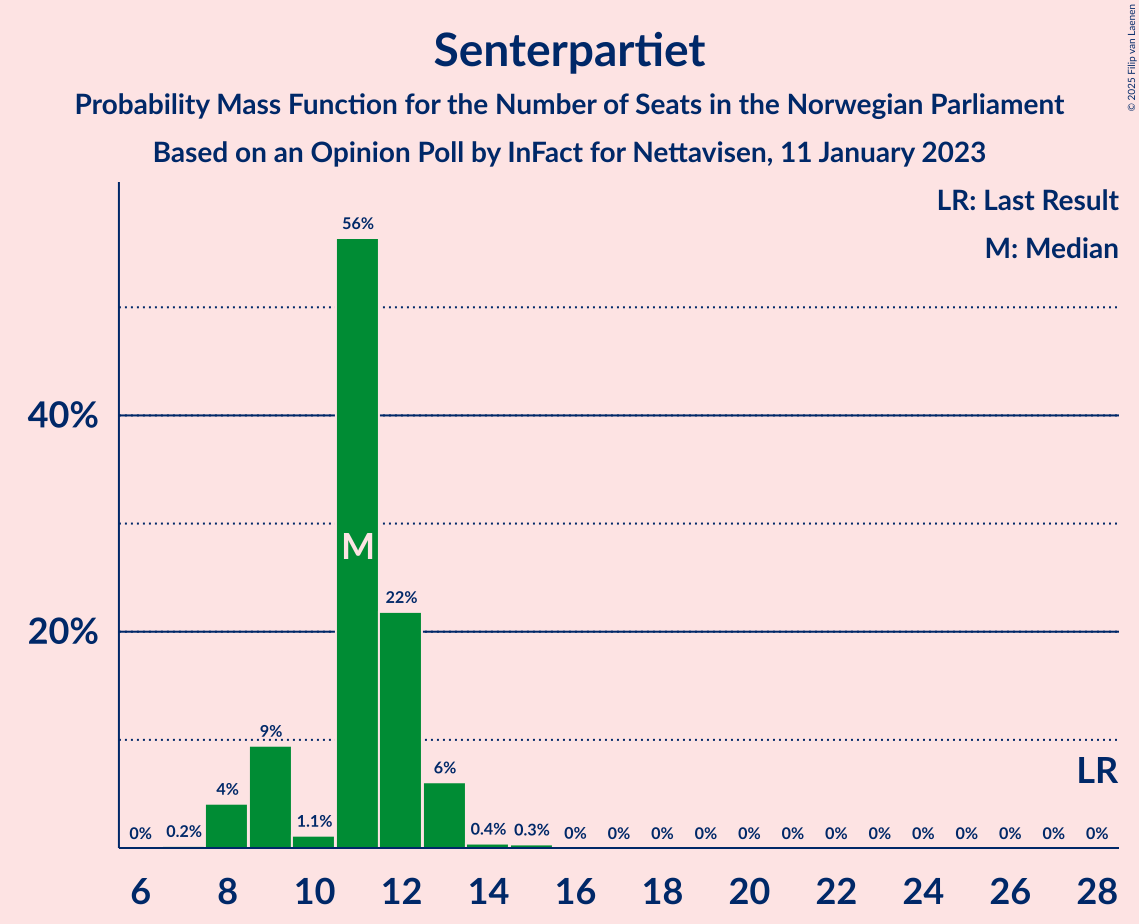 Senterpartiet
Probability Mass Function for the Number of Seats in the Norwegian Parliament
Based on an Opinion Poll by InFact for Nettavisen, 11 January 2023
© 2025 Filip van Laenen
LR: Last Result
M: Median
56%
40%
M
22%
20%
9%
LR
6%
4%
1.1%
0% 0.2% 0.4% 0.3% 0% 0% 0% 0% 0% 0% 0% 0% 0% 0% 0% 0% 0%
6 8 10 12 14 16 18 20 22 24 26 28